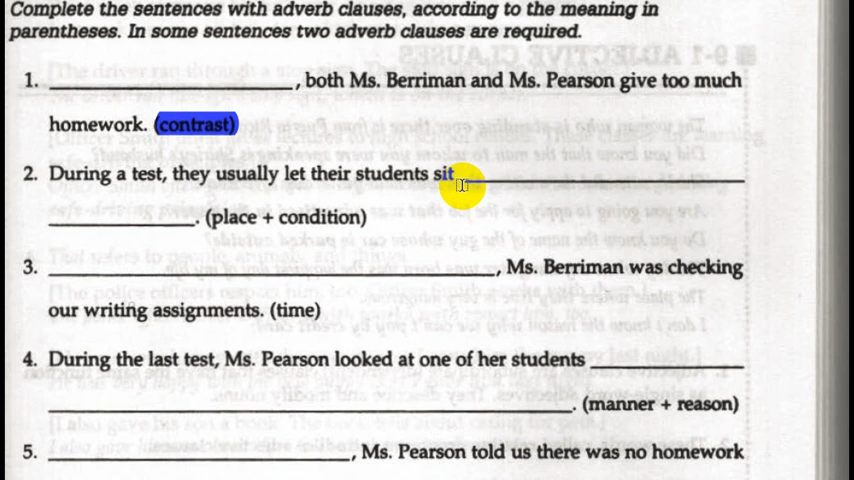 Complete the sentences with adverb clauses, according to the meaning in
parentheses. In some sentences two adverb clauses are required.
1. ____________________, both Ms. Berriman and Ms. Pearson give too much
homework. (contrast)
2. During a test, they usually let their students sit ____________________
____________. (place + condition)
3. ____________________, Ms. Berriman was checking
our writing assignments. (time)
4. During the last test, Ms. Pearson looked at one of her students ____________
____________________. (manner + reason)
5. ____________________, Ms. Pearson told us there was no homework